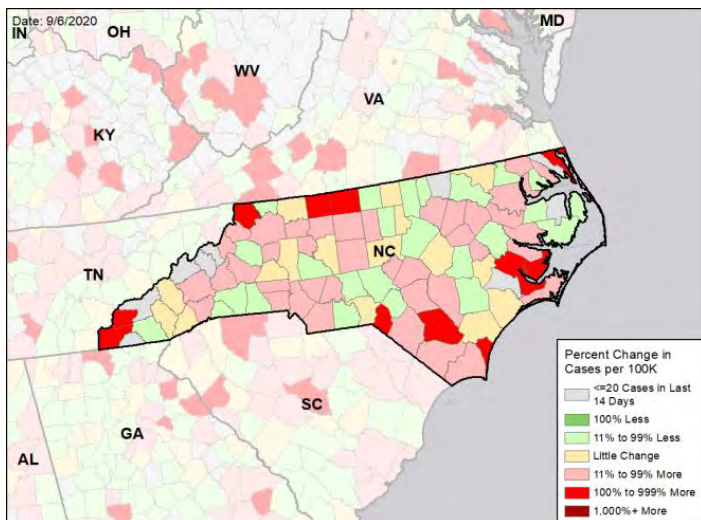 Date: 9/6/2020
IN
OH
MD
WV
VA
KY
TN
NC
SC
GA
AL
Percent Change in
Cases per 100K
<=20 Cases in Last
14 Days
100% Less
11% to 99% Less
Little Change
11% to 99% More
100% to 999% More
1,000%+ More